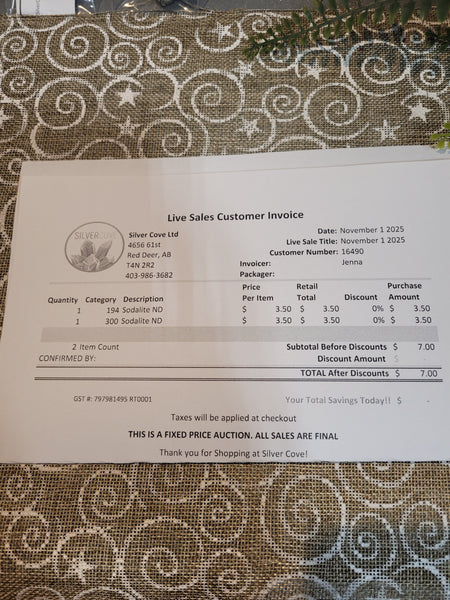 Live Sales Customer Invoice
SILVERCOVE
Silver Cove Ltd
4656 61st
Red Deer, AB
T4N 2R2
403-986-3682
Date: November 1 2025
Live Sale Title: November 1 2025
Customer Number: 16490
Invoicer: Jenna
Packager:
Quantity Category Description Price Per Item Retail Total Discount Purchase Amount
1 194 Sodalite ND $ 3.50 $ 3.50 0% $ 3.50
1 300 Sodalite ND $ 3.50 $ 3.50 0% $ 3.50
2 Item Count Subtotal Before Discounts $ 7.00
CONFIRMED BY: Discount Amount $ -
TOTAL After Discounts $ 7.00
GST #: 797981495 RT0001 Your Total Savings Today!! $ -
Taxes will be applied at checkout
THIS IS A FIXED PRICE AUCTION. ALL SALES ARE FINAL
Thank you for Shopping at Silver Cove!